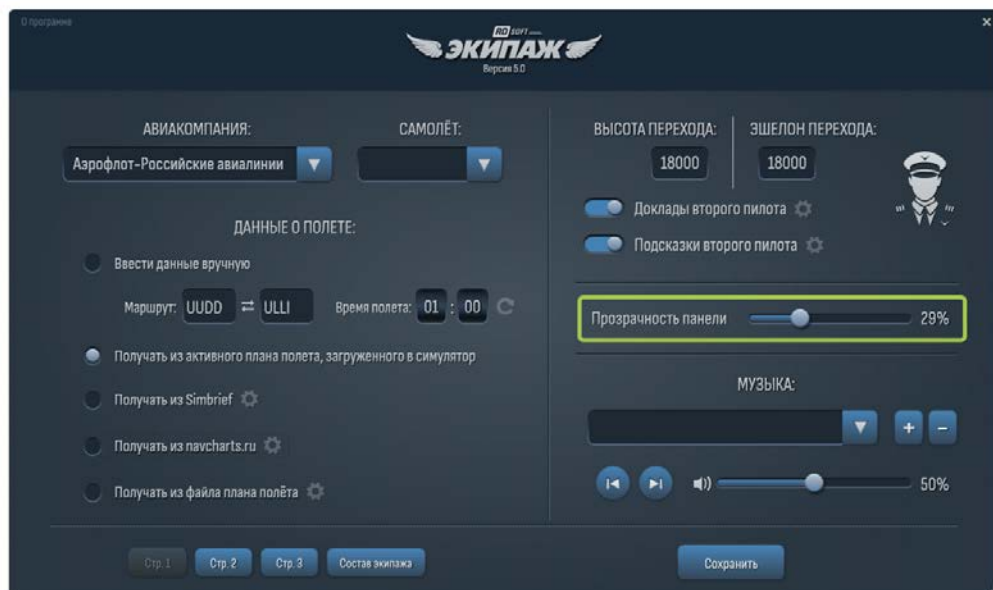 О программе
RD SOFT
ЭКИПАЖ
Версия 5.0
АВИАКОМПАНИЯ:
САМОЛЁТ:
Аэрофлот-Российские авиалинии
ДАННЫЕ О ПОЛЕТЕ:
Ввести данные вручную
Маршрут: UUDD ⇄ ULLI Время полета: 01 : 00
Получать из активного плана полета, загруженного в симулятор
Получать из Simbrief
Получать из navcharts.ru
Получать из файла плана полёта
ВЫСОТА ПЕРЕХОДА:
ЭШЕЛОН ПЕРЕХОДА:
18000
18000
Доклады второго пилота
Подсказки второго пилота
Прозрачность панели 29%
МУЗЫКА:
+ −
50%
Стр. 1 Стр. 2 Стр. 3 Состав экипажа
Сохранить